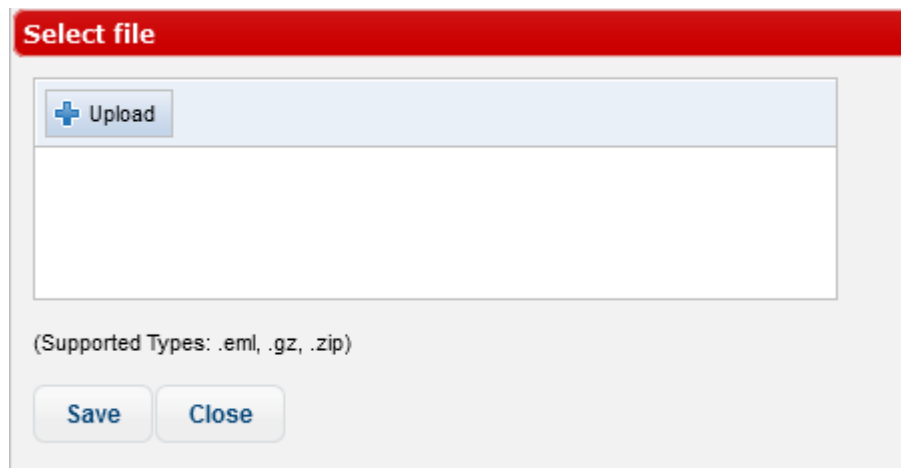 Select file
Upload
(Supported Types: .eml, .gz, .zip)
Save Close